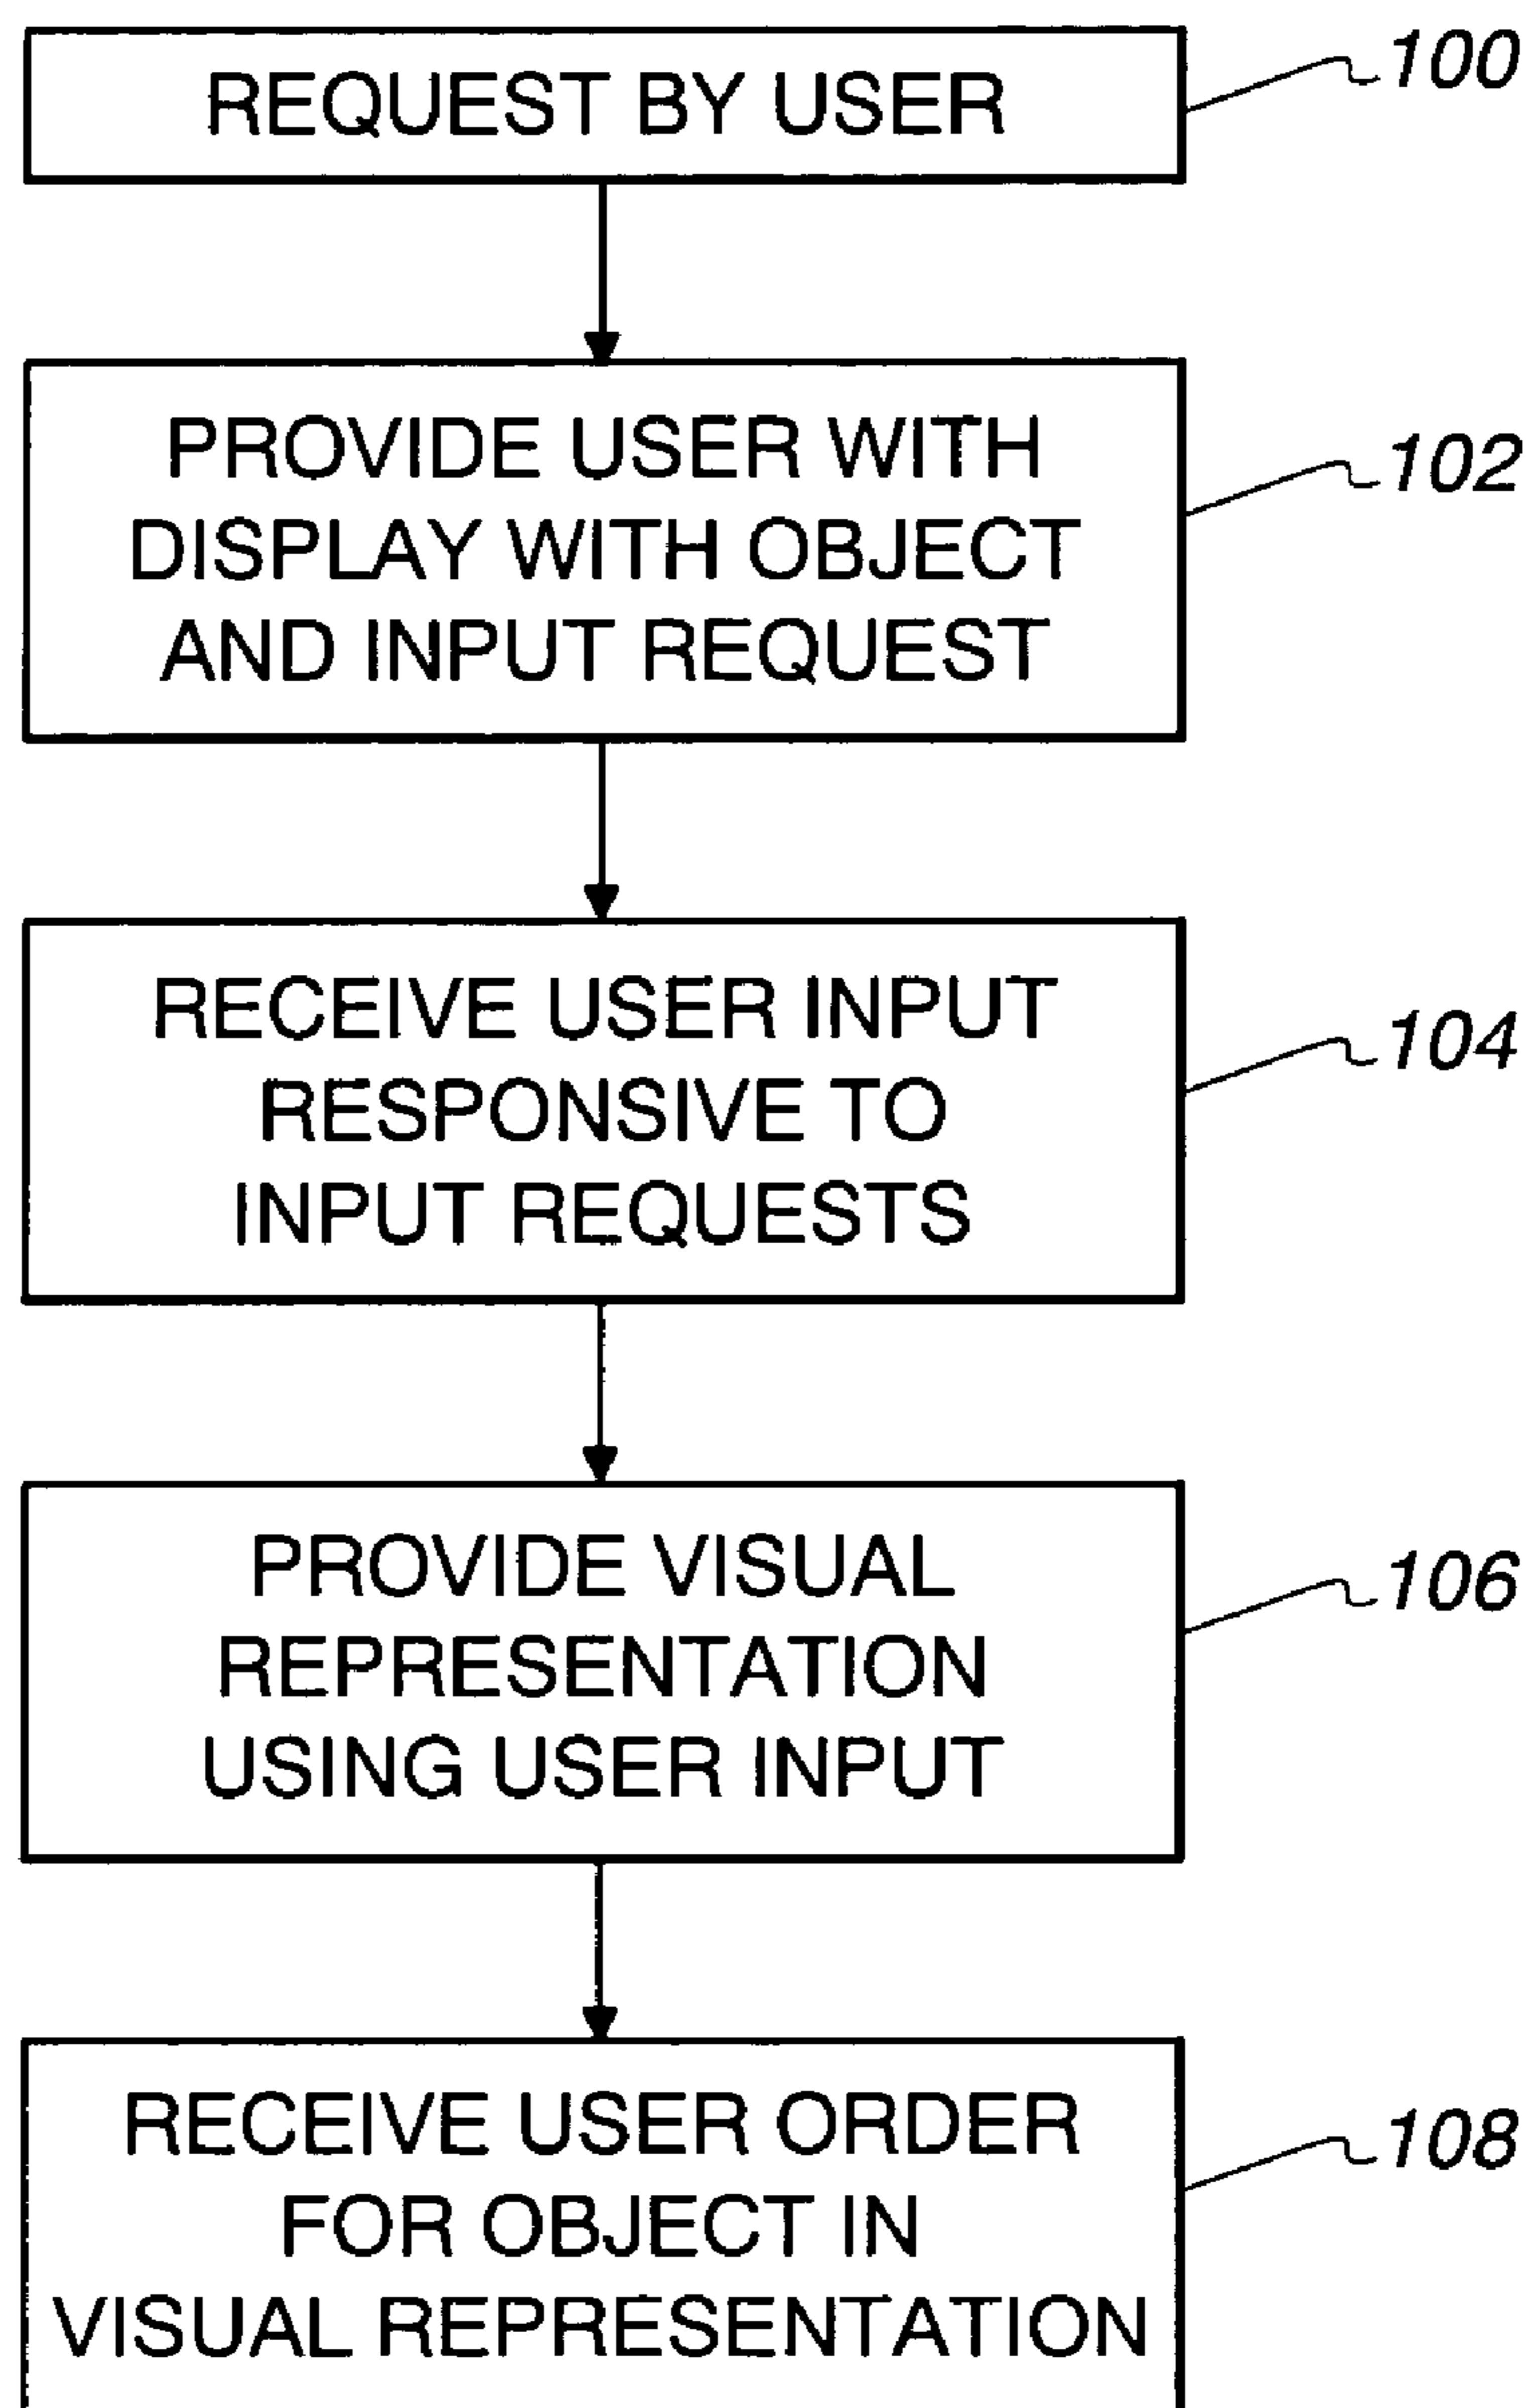 REQUEST BY USER
100
PROVIDE USER WITH
DISPLAY WITH OBJECT
AND INPUT REQUEST
102
RECEIVE USER INPUT
RESPONSIVE TO
INPUT REQUESTS
104
PROVIDE VISUAL
REPRESENTATION
USING USER INPUT
106
RECEIVE USER ORDER
FOR OBJECT IN
VISUAL REPRESENTATION
108